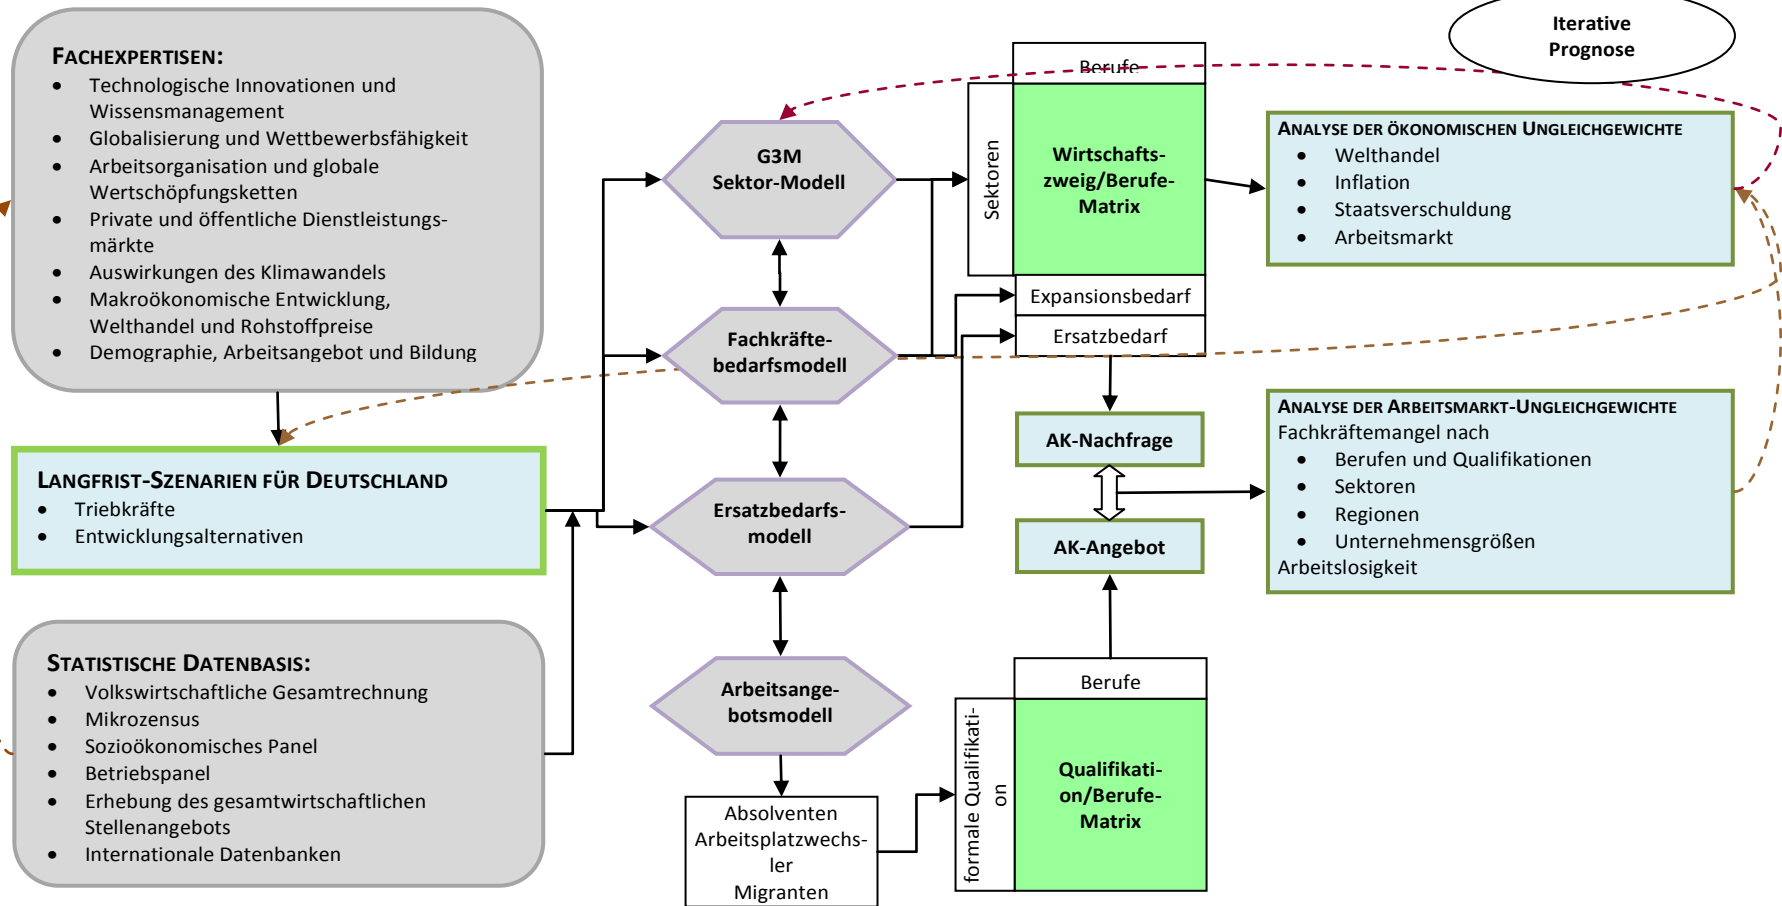 FACHEXPERTISEN:
• Technologische Innovationen und
Wissensmanagement
• Globalisierung und Wettbewerbsfähigkeit
• Arbeitsorganisation und globale
Wertschöpfungsketten
• Private und öffentliche Dienstleistungs-
märkte
• Auswirkungen des Klimawandels
• Makroökonomische Entwicklung,
Welthandel und Rohstoffpreise
• Demographie, Arbeitsangebot und Bildung
LANGFRIST-SZENARIEN FÜR DEUTSCHLAND
• Triebkräfte
• Entwicklungsalternativen
STATISTISCHE DATENBASIS:
• Volkswirtschaftliche Gesamtrechnung
• Mikrozensus
• Sozioökonomisches Panel
• Betriebspanel
• Erhebung des gesamtwirtschaftlichen
Stellenangebots
• Internationale Datenbanken
G3M
Sektor-Modell
Fachkräfte-
bedarfsmodell
Ersatzbedarfs-
modell
Arbeitsange-
botsmodell
Absolventen
Arbeitsplatzwechs-
ler
Migranten
Berufe
Sektoren
Wirtschafts-
zweig/Berufe-
Matrix
Expansionsbedarf
Ersatzbedarf
AK-Nachfrage
AK-Angebot
Berufe
formale Qualifikati-
on
Qualifikati-
on/Berufe-
Matrix
Iterative
Prognose
ANALYSE DER ÖKONOMISCHEN UNGLEICHGEWICHTE
• Welthandel
• Inflation
• Staatsverschuldung
• Arbeitsmarkt
ANALYSE DER ARBEITSMARKT-UNGLEICHGEWICHTE
Fachkräftemangel nach
• Berufen und Qualifikationen
• Sektoren
• Regionen
• Unternehmensgrößen
Arbeitslosigkeit